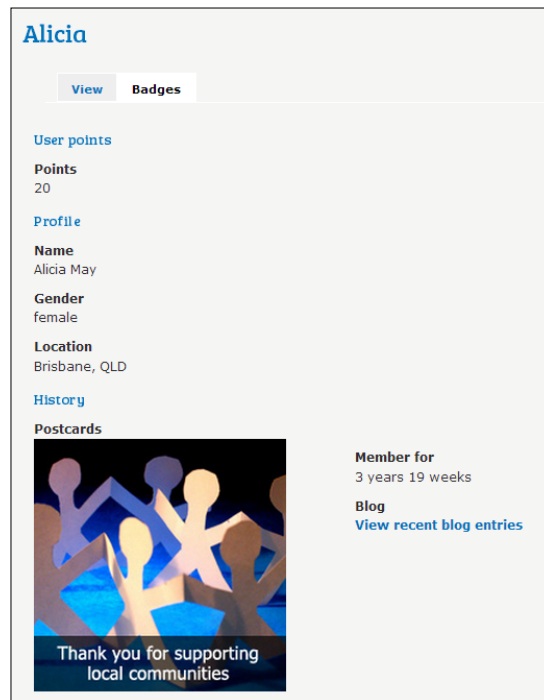 Alicia
View Badges
User points
Points
20
Profile
Name
Alicia May
Gender
female
Location
Brisbane, QLD
History
Postcards
Thank you for supporting
local communities
Member for
3 years 19 weeks
Blog
View recent blog entries